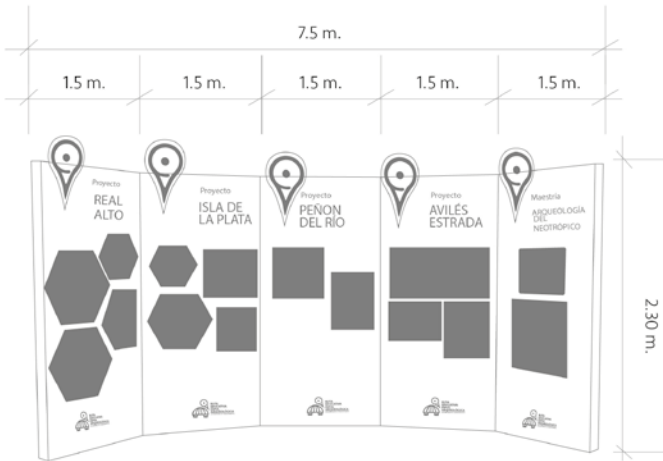 7.5 m.
1.5 m.
1.5 m.
1.5 m.
1.5 m.
1.5 m.
Proyecto
REAL
ALTO
Proyecto
ISLA DE
LA PLATA
Proyecto
PEÑON
DEL RÍO
Proyecto
AVILÉS
ESTRADA
Maestría
ARQUEOLOGÍA
DEL
NEOTRÓPICO
2.30 m.